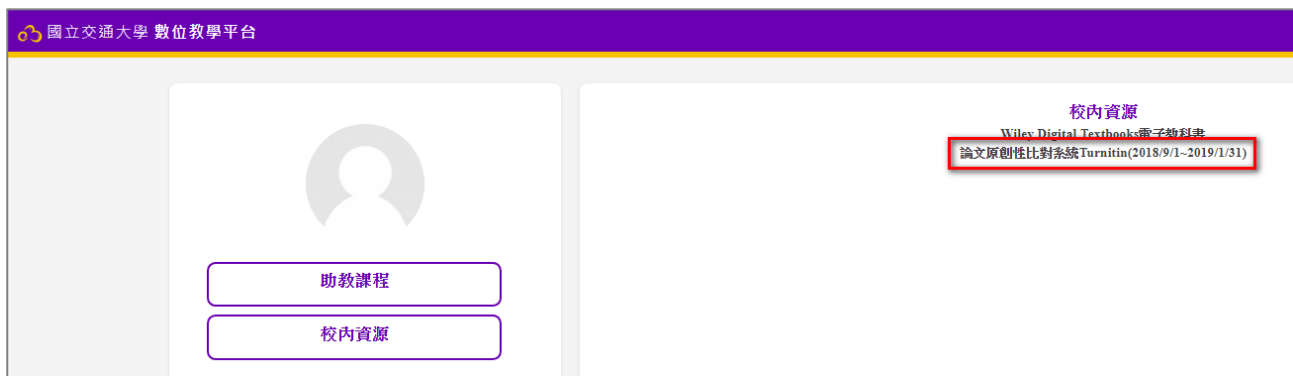 國立交通大學 數位教學平台
校內資源
Wiley Digital Textbooks電子教科書
論文原創性比對系統Turnitin(2018/9/1~2019/1/31)
助教課程
校內資源